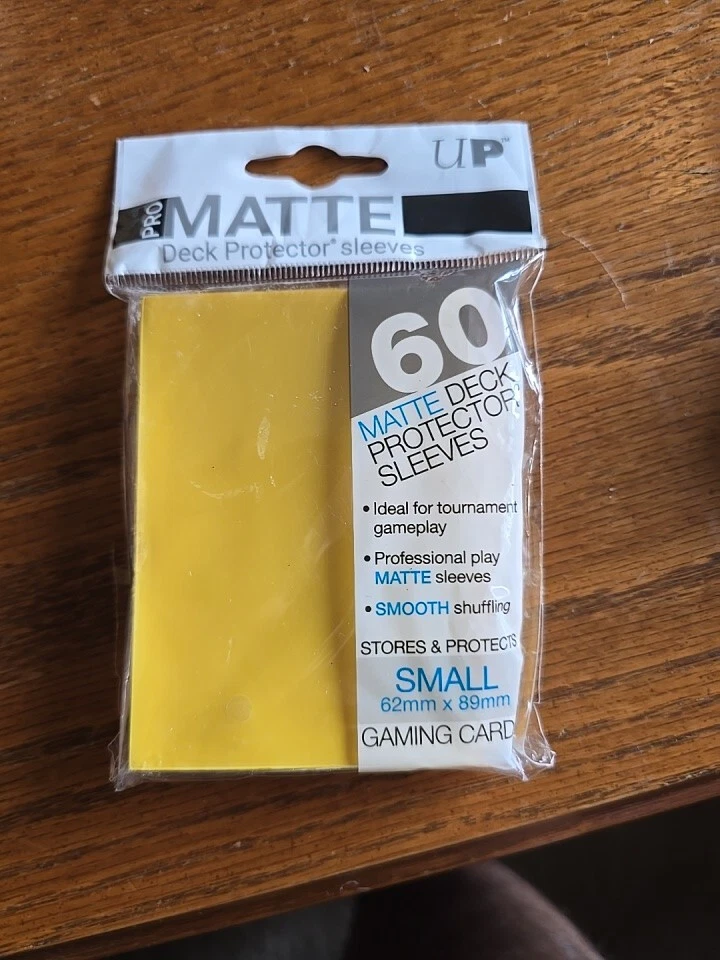 UP™
PRO MATTE
Deck Protector® sleeves
60
MATTE DECK
PROTECTOR®
SLEEVES
• Ideal for tournament
gameplay
• Professional play
MATTE sleeves
• SMOOTH shuffling
STORES & PROTECTS
SMALL
62mm x 89mm
GAMING CARD